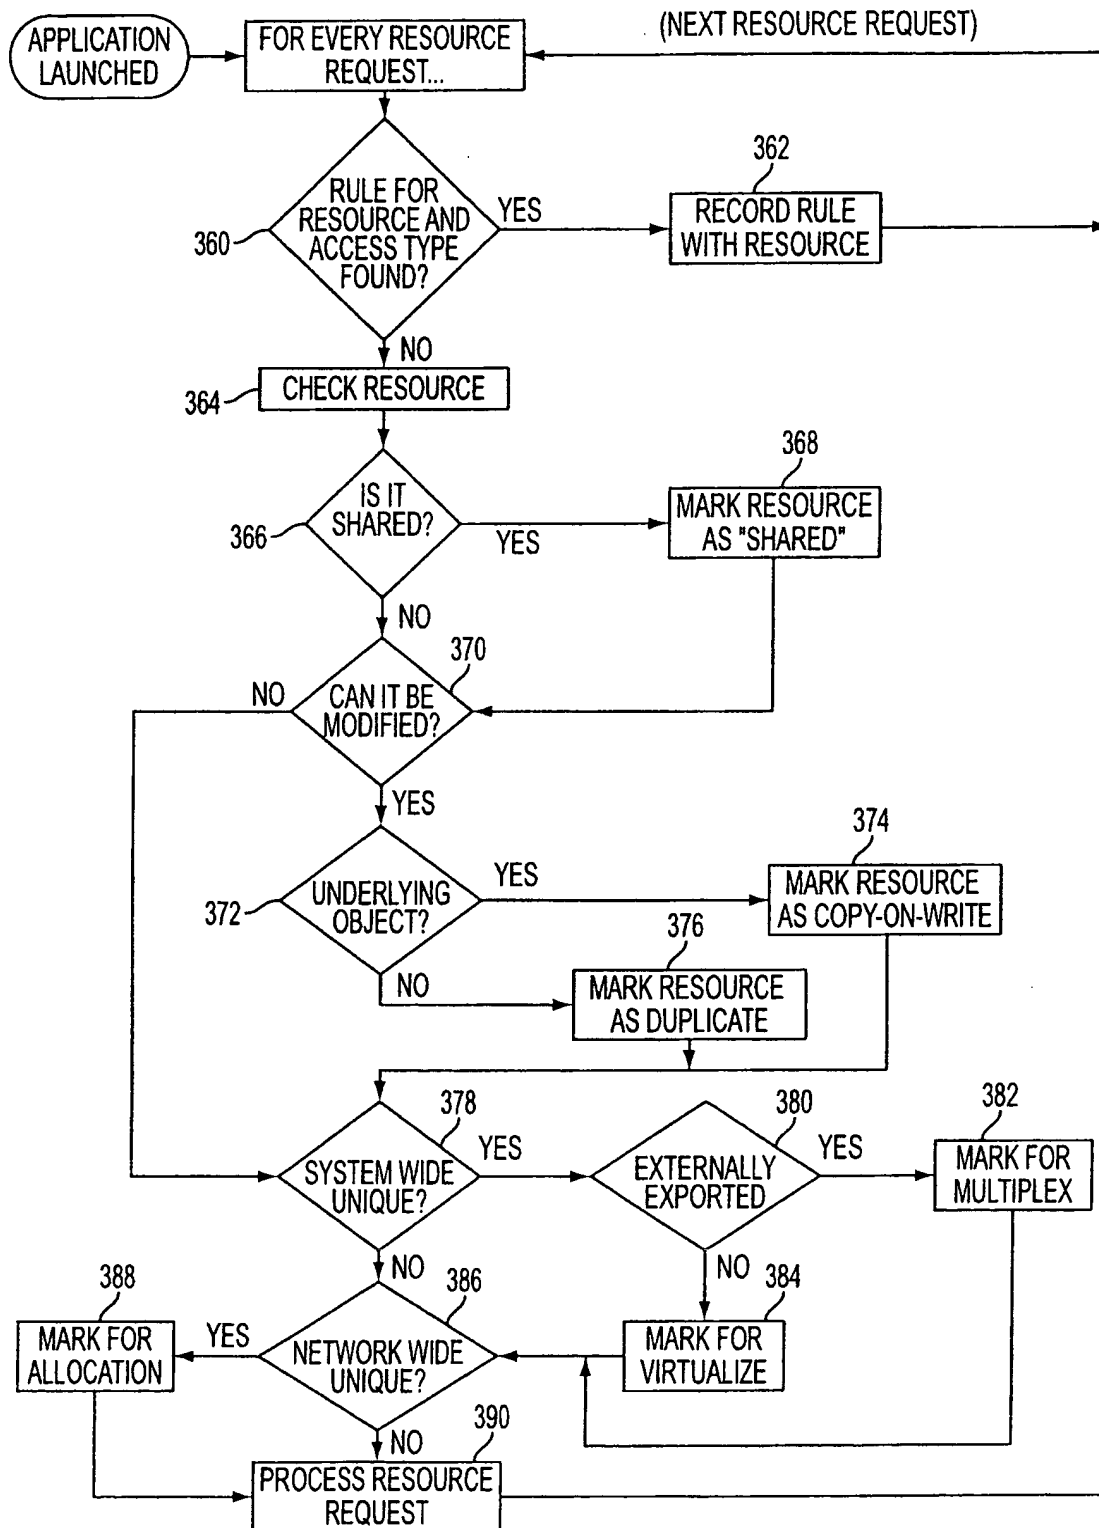 APPLICATION
LAUNCHED
FOR EVERY RESOURCE
REQUEST...
(NEXT RESOURCE REQUEST)
360
RULE FOR
RESOURCE AND
ACCESS TYPE
FOUND?
YES
362
RECORD RULE
WITH RESOURCE
NO
364
CHECK RESOURCE
366
IS IT
SHARED?
YES
368
MARK RESOURCE
AS "SHARED"
NO
370
CAN IT BE
MODIFIED?
NO
YES
372
UNDERLYING
OBJECT?
YES
374
MARK RESOURCE
AS COPY-ON-WRITE
NO
376
MARK RESOURCE
AS DUPLICATE
378
SYSTEM WIDE
UNIQUE?
YES
380
EXTERNALLY
EXPORTED
YES
382
MARK FOR
MULTIPLEX
NO
NO
384
MARK FOR
VIRTUALIZE
386
NETWORK WIDE
UNIQUE?
YES
388
MARK FOR
ALLOCATION
NO
390
PROCESS RESOURCE
REQUEST